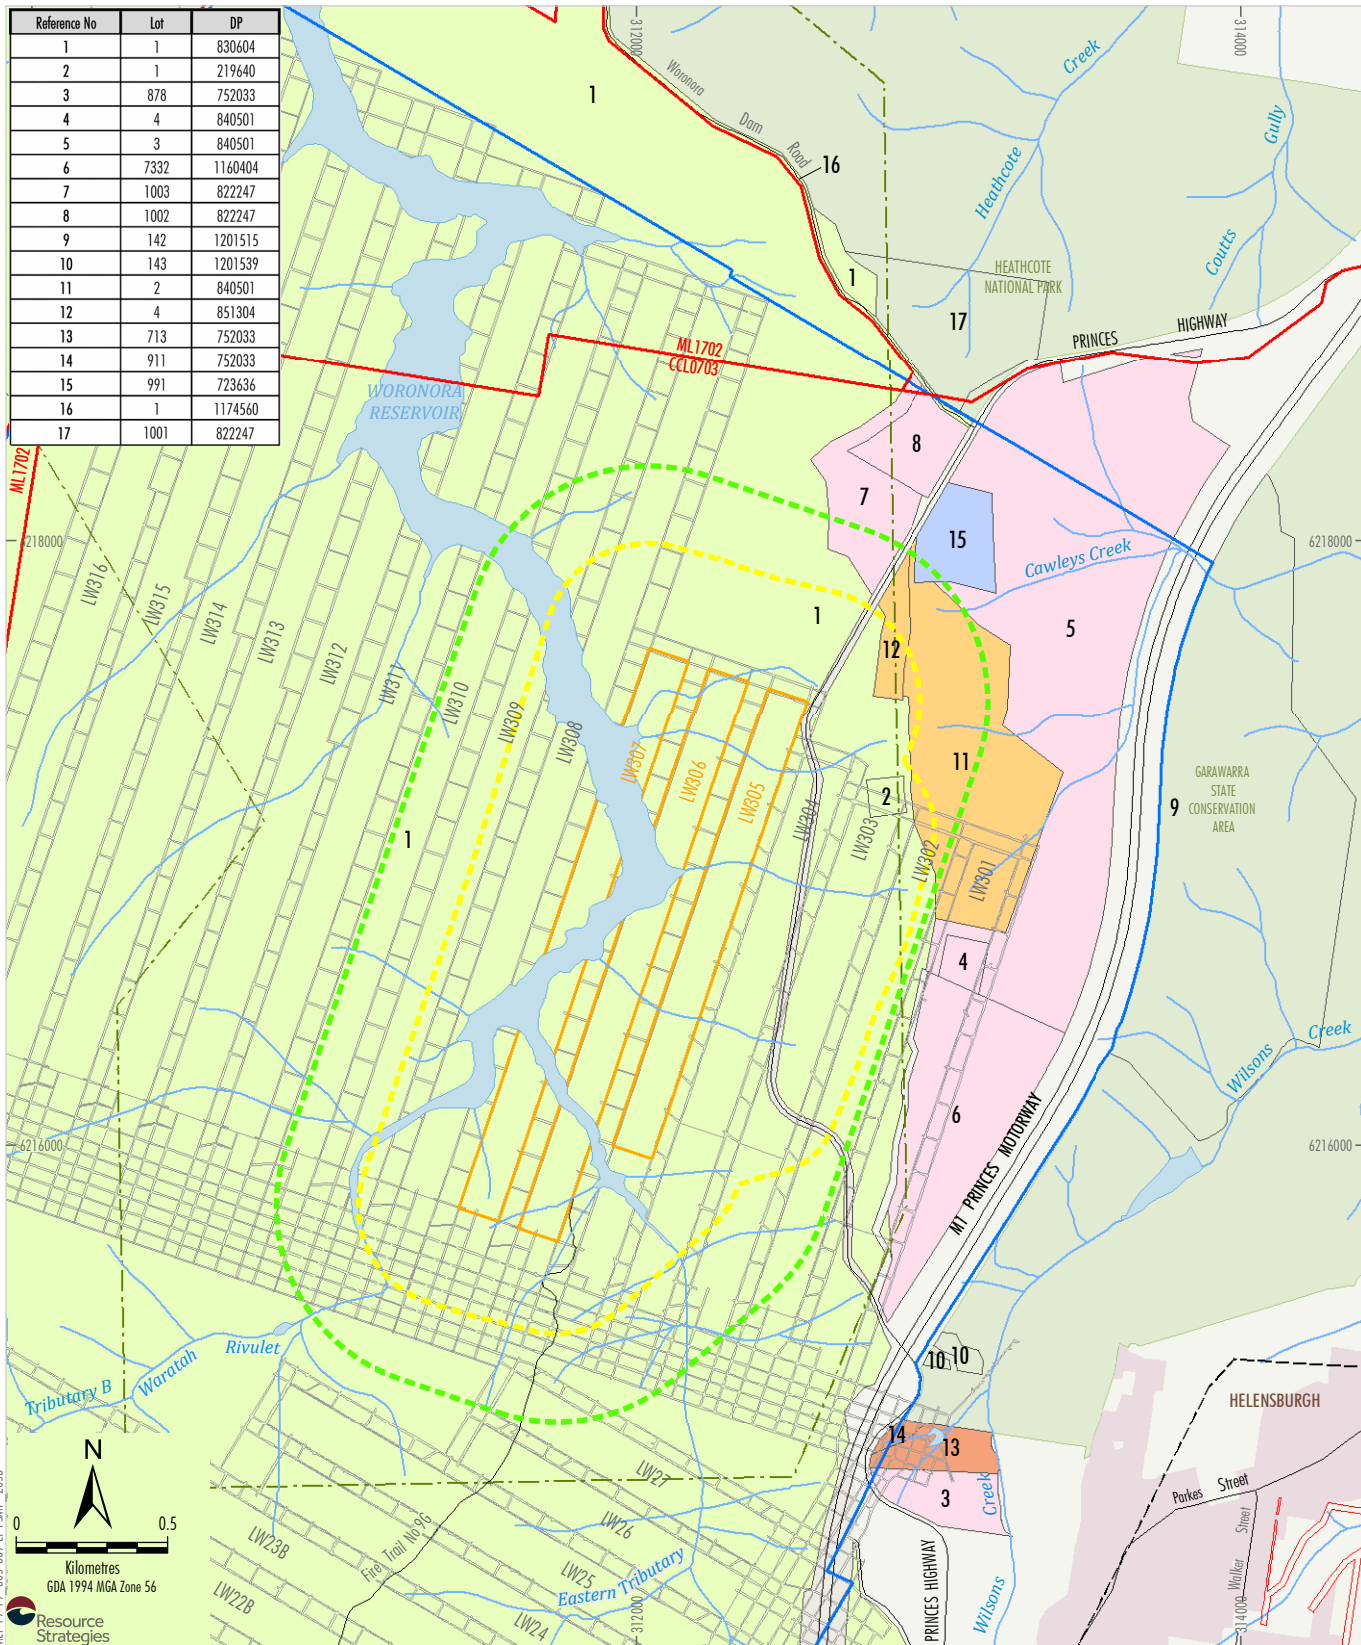 Reference No Lot DP
1 1 830604
2 1 219640
3 878 752033
4 4 840501
5 3 840501
6 7332 1160404
7 1003 822247
8 1002 822247
9 142 1201515
10 143 1201539
11 2 840501
12 4 851304
13 713 752033
14 911 752033
15 991 723636
16 1 1174560
17 1001 822247
312000
314000
Woronora
Dam
Road
1
16
Creek
Heathcote
Gully
Coutts
HEATHCOTE
NATIONAL PARK
1
17
PRINCES
HIGHWAY
ML1702
CCL0703
WORONORA
RESERVOIR
ML1702
8
7
15
6218000
6218000
Cawleys Creek
LW316
LW315
LW314
LW313
LW312
LW311
LW310
LW309
LW308
LW307
LW306
LW305
LW304
LW303
LW302
LW301
1
5
12
11
2
1
9
GARAWARRA
STATE
CONSERVATION
AREA
4
6
6216000
6216000
M1 PRINCES MOTORWAY
Wilsons
Creek
Rivulet
Waratah
Tributary B
10
10
HELENSBURGH
14
13
3
Creek
Wilsons
Parkes Street
Walker Street
PRINCES HIGHWAY
LW27
LW26
LW25
LW24
LW23B
LW22B
Fire Trail No 9G
Eastern Tributary
312000
314000
N
0 0.5
Kilometres
GDA 1994 MGA Zone 56
Resource
Strategies